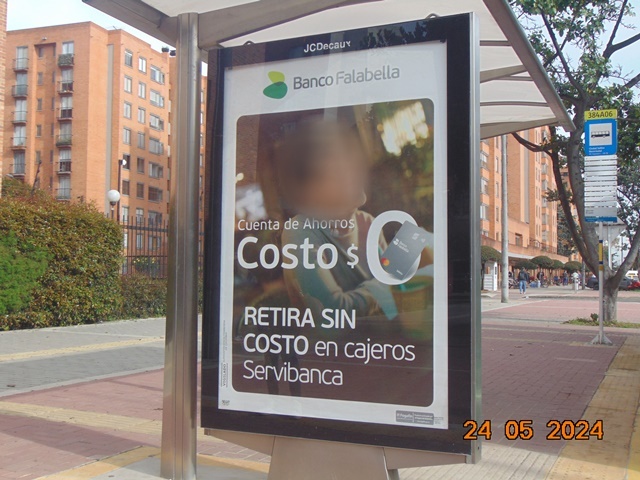 JCDecaux
Banco Falabella
384A06
Cuenta de Ahorros
Costo $ 0
RETIRA SIN
COSTO en cajeros
Servibanca
24 05 2024